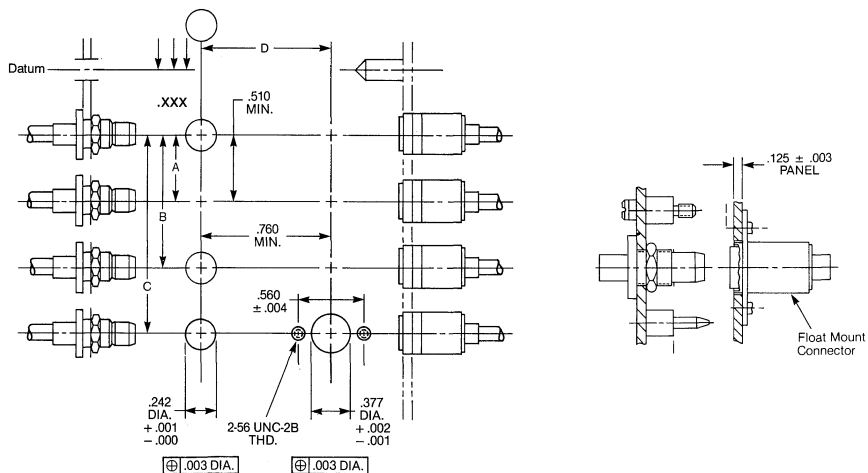 D
Datum
.XXX
.510
MIN.
A
B
C
.760
MIN.
.560
± .004
.242
DIA.
+ .001
− .000
2-56 UNC-2B
THD.
.377
DIA.
+ .002
− .001
⌖ .003 DIA.
⌖ .003 DIA.
.125 ± .003
PANEL
Float Mount
Connector